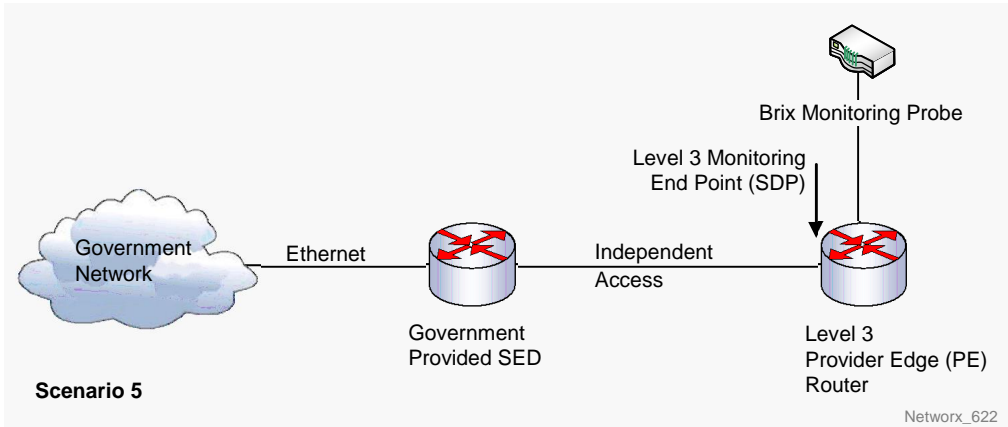 Brix Monitoring Probe
Level 3 Monitoring
End Point (SDP)
Government
Network
Ethernet
Independent
Access
Government
Provided SED
Level 3
Provider Edge (PE)
Router
Scenario 5
Networx_622